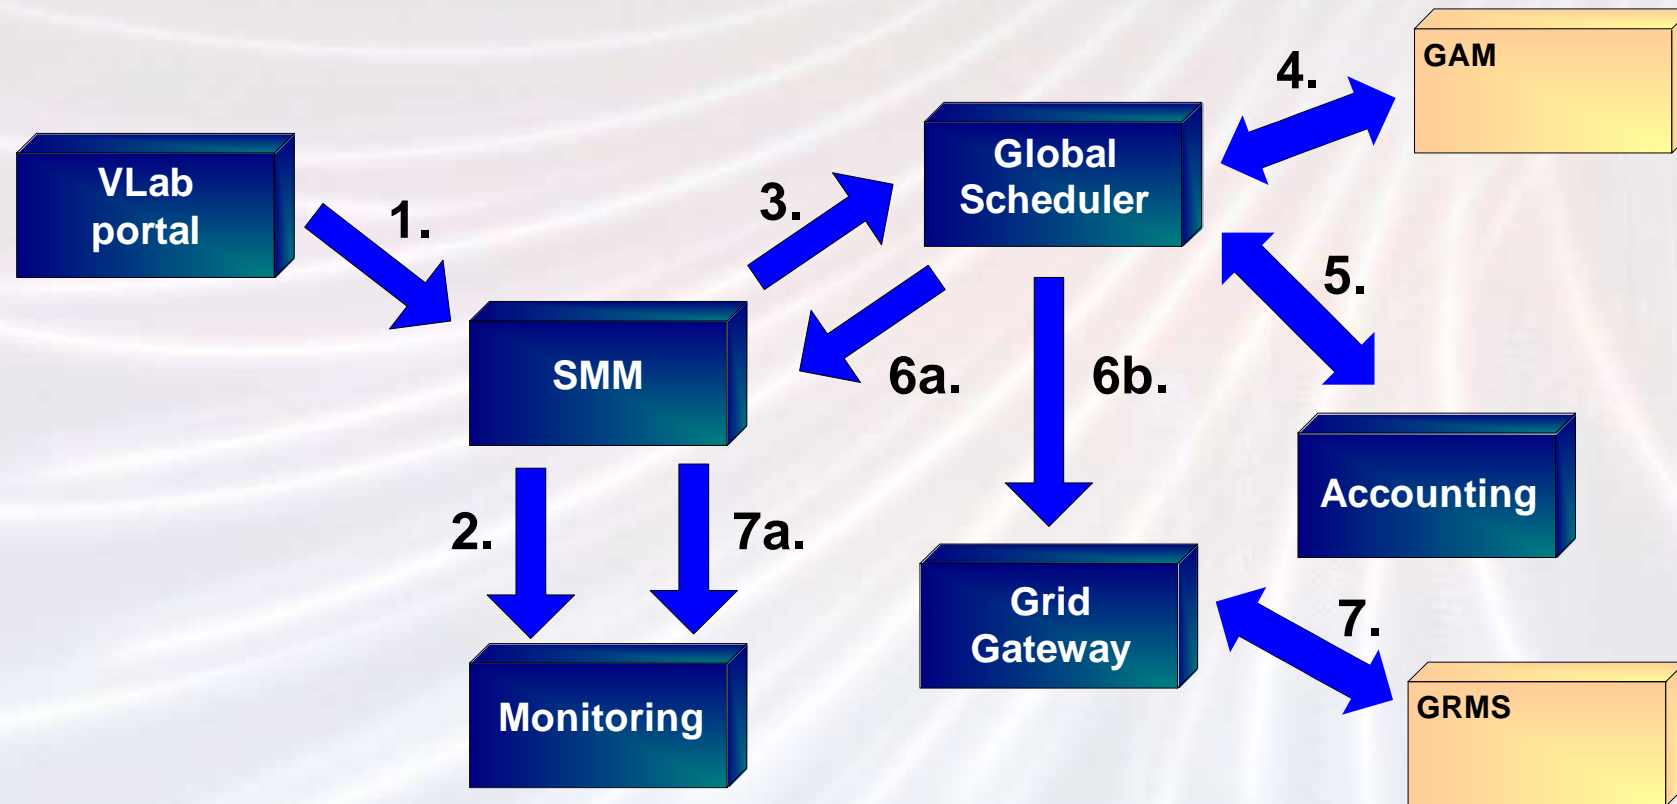 GAM
4.
Global
Scheduler
VLab
portal
1.
3.
5.
SMM
6a.
6b.
Accounting
2.
7a.
Grid
Gateway
7.
Monitoring
GRMS